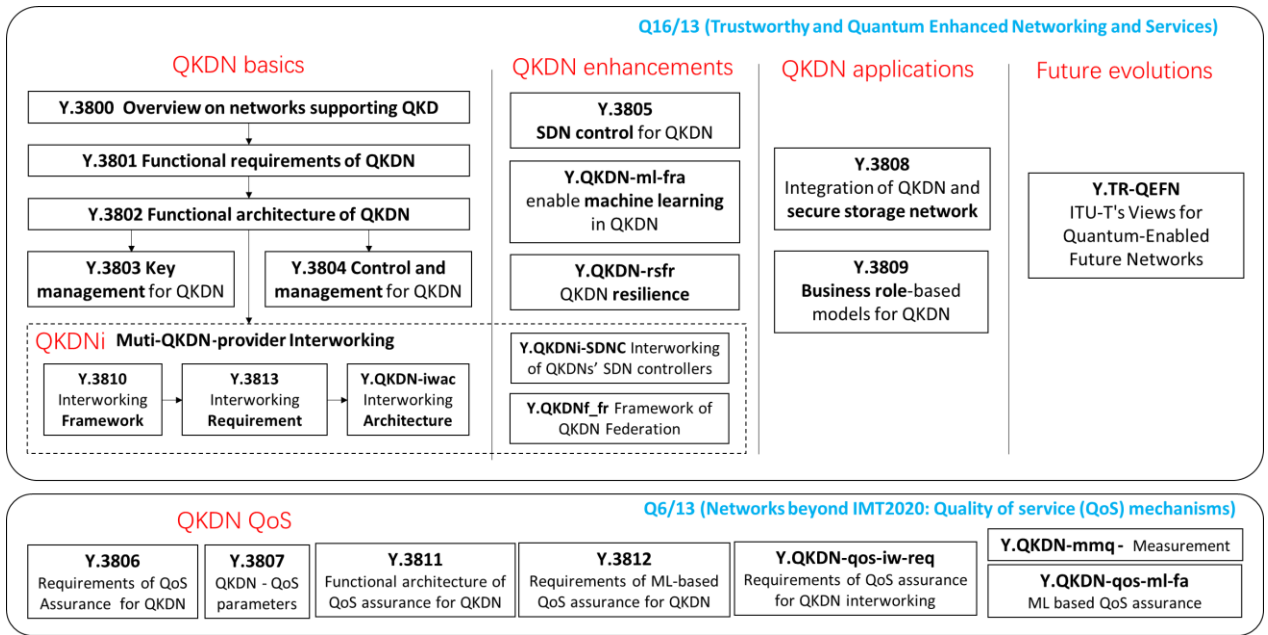 Q16/13 (Trustworthy and Quantum Enhanced Networking and Services)
QKDN basics
Y.3800 Overview on networks supporting QKD
Y.3801 Functional requirements of QKDN
Y.3802 Functional architecture of QKDN
Y.3803 Key
management for QKDN
Y.3804 Control and
management for QKDN
QKDNi Muti-QKDN-provider Interworking
Y.3810
Interworking
Framework
Y.3813
Interworking
Requirement
Y.QKDN-iwac
Interworking
Architecture
QKDN enhancements
Y.3805
SDN control for QKDN
Y.QKDN-ml-fra
enable machine learning
in QKDN
Y.QKDN-rsfr
QKDN resilience
Y.QKDNi-SDNC Interworking
of QKDNs' SDN controllers
Y.QKDNf_fr Framework of
QKDN Federation
QKDN applications
Y.3808
Integration of QKDN and
secure storage network
Y.3809
Business role-based
models for QKDN
Future evolutions
Y.TR-QEFN
ITU-T's Views for
Quantum-Enabled
Future Networks
Q6/13 (Networks beyond IMT2020: Quality of service (QoS) mechanisms)
QKDN QoS
Y.3806
Requirements of QoS
Assurance for QKDN
Y.3807
QKDN - QoS
parameters
Y.3811
Functional architecture of
QoS assurance for QKDN
Y.3812
Requirements of ML-based
QoS assurance for QKDN
Y.QKDN-qos-iw-req
Requirements of QoS assurance
for QKDN interworking
Y.QKDN-mmq - Measurement
Y.QKDN-qos-ml-fa
ML based QoS assurance